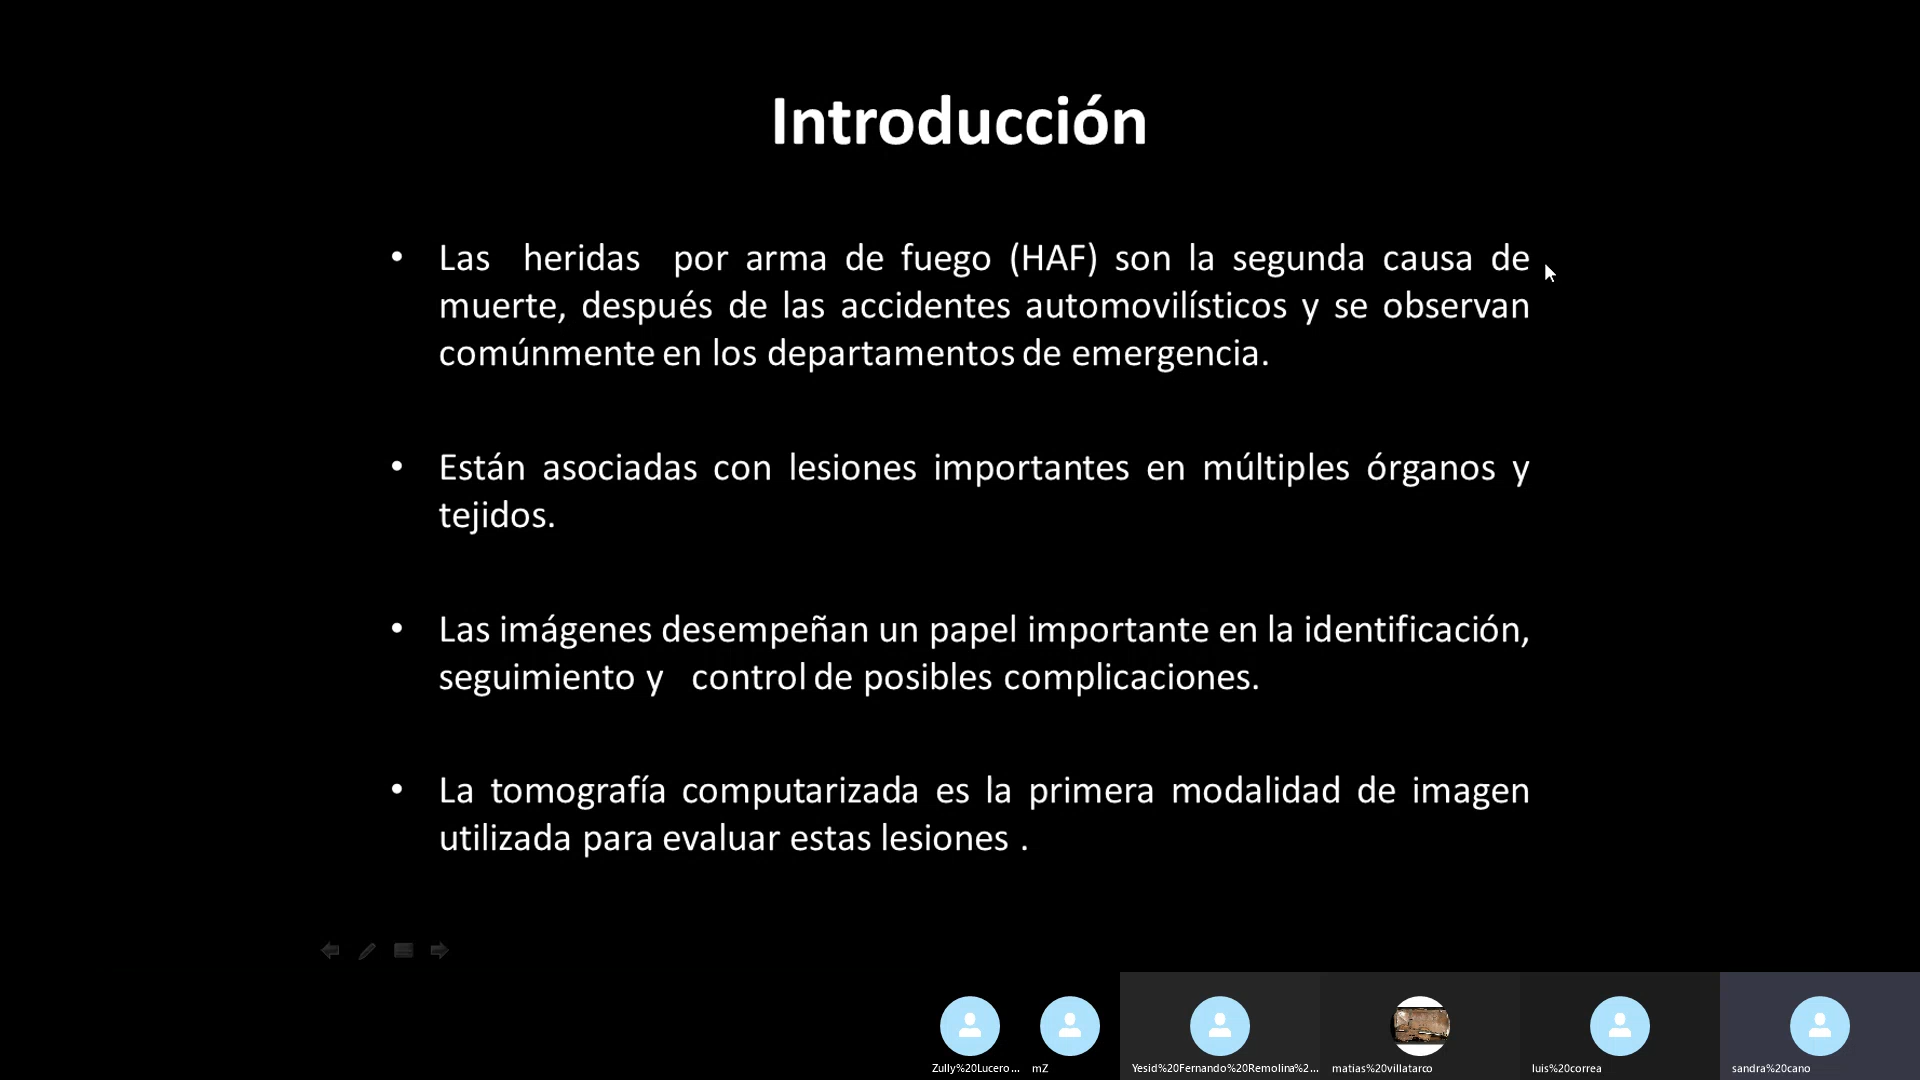 Introducción
• Las heridas por arma de fuego (HAF) son la segunda causa de
muerte, después de las accidentes automovilísticos y se observan
comúnmente en los departamentos de emergencia.
• Están asociadas con lesiones importantes en múltiples órganos y
tejidos.
• Las imágenes desempeñan un papel importante en la identificación,
seguimiento y control de posibles complicaciones.
• La tomografía computarizada es la primera modalidad de imagen
utilizada para evaluar estas lesiones .
Zully%20Lucero...
mZ
Yesid%20Fernando%20Remolina%2...
matias%20villatarco
luis%20correa
sandra%20cano